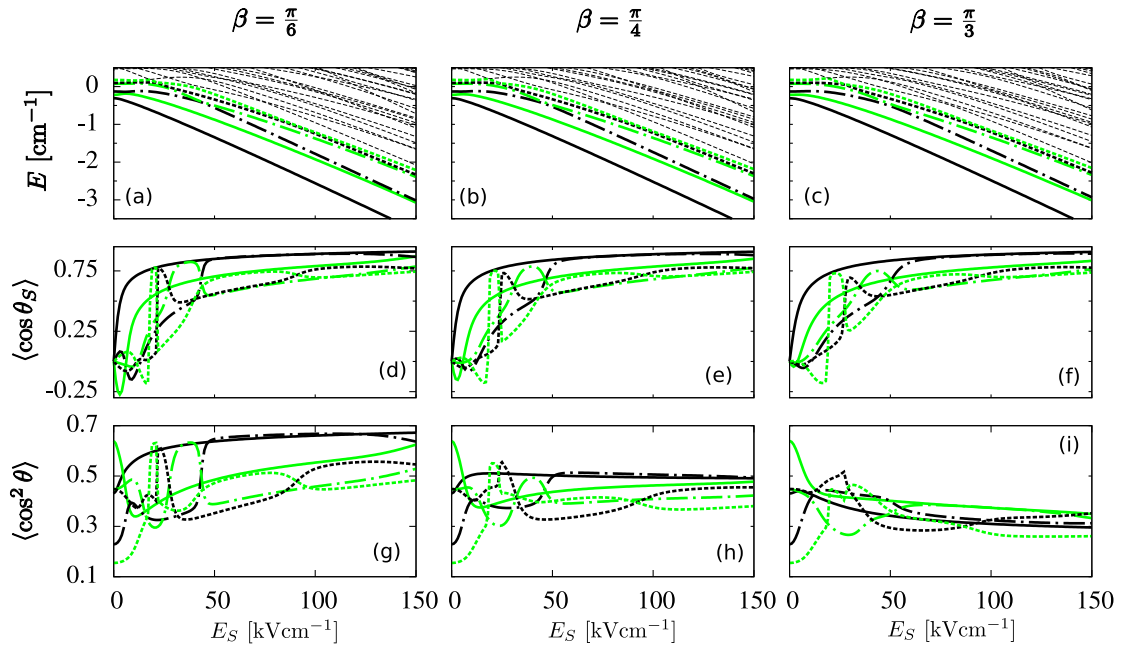 β = π/6 β = π/4 β = π/3
E [cm⁻¹]
0
-1
-2
-3
(a) (b) (c)
⟨cos θ_S⟩
0.75
0.25
-0.25
(d) (e) (f)
⟨cos² θ⟩
0.7
0.5
0.3
0.1
(g) (h) (i)
0 50 100 150 0 50 100 150 0 50 100 150
E_S [kVcm⁻¹] E_S [kVcm⁻¹] E_S [kVcm⁻¹]